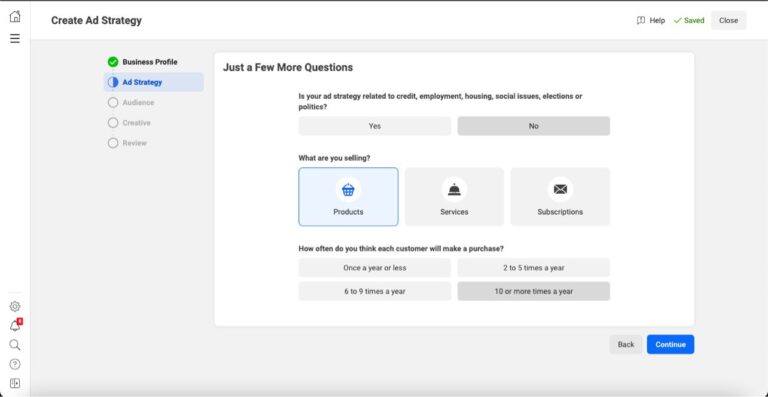 Create Ad Strategy
Help
Saved
Close
Business Profile
Ad Strategy
Audience
Creative
Review
Just a Few More Questions
Is your ad strategy related to credit, employment, housing, social issues, elections or
politics?
Yes
No
What are you selling?
Products
Services
Subscriptions
How often do you think each customer will make a purchase?
Once a year or less
2 to 5 times a year
6 to 9 times a year
10 or more times a year
Back
Continue